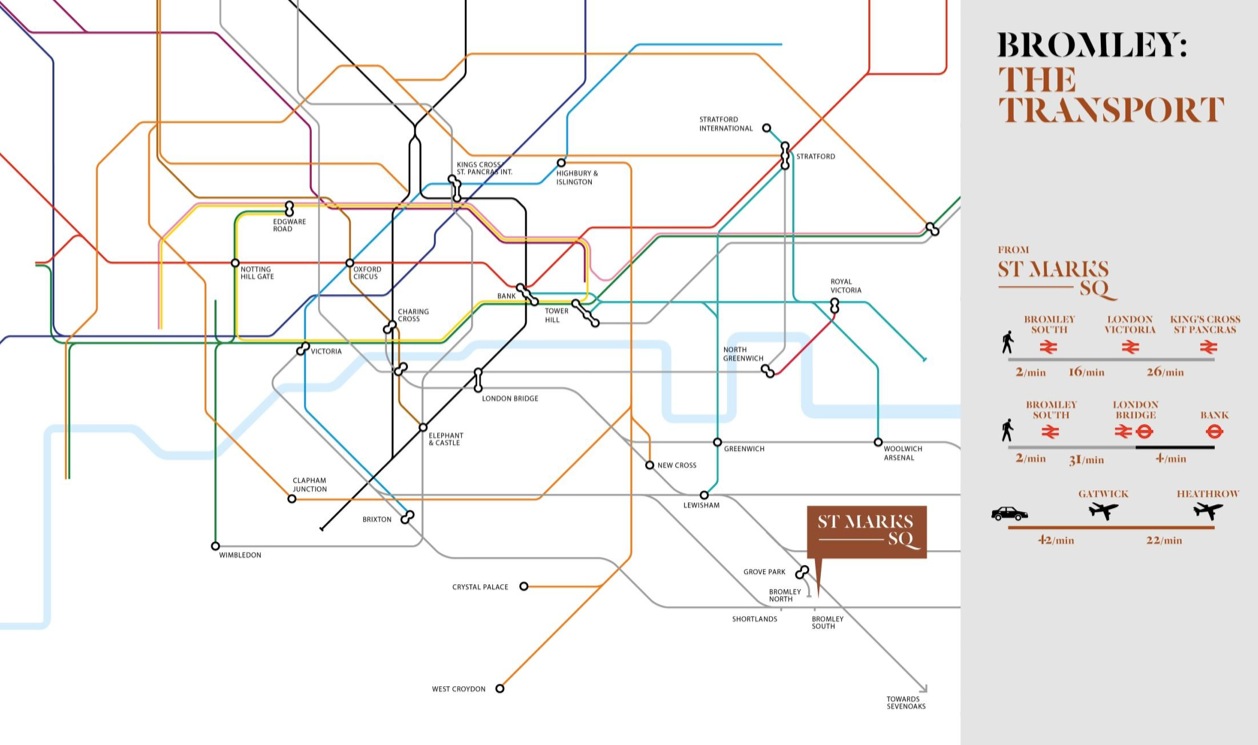 STRATFORD
INTERNATIONAL
STRATFORD
KINGS CROSS
ST. PANCRAS INT.
HIGHBURY &
ISLINGTON
EDGWARE
ROAD
NOTTING
HILL GATE
OXFORD
CIRCUS
BANK
TOWER
HILL
ROYAL
VICTORIA
CHARING
CROSS
VICTORIA
NORTH
GREENWICH
LONDON BRIDGE
ELEPHANT
& CASTLE
GREENWICH
WOOLWICH
ARSENAL
NEW CROSS
CLAPHAM
JUNCTION
LEWISHAM
BRIXTON
ST MARKS
SQ
WIMBLEDON
GROVE PARK
CRYSTAL PALACE
BROMLEY
NORTH
SHORTLANDS
BROMLEY
SOUTH
WEST CROYDON
TOWARDS
SEVENOAKS
BROMLEY:
THE
TRANSPORT
FROM
ST MARKS
SQ
BROMLEY
SOUTH
LONDON
VICTORIA
KING'S CROSS
ST PANCRAS
2/min 16/min 26/min
BROMLEY
SOUTH
LONDON
BRIDGE
BANK
2/min 31/min 4/min
GATWICK HEATHROW
42/min 22/min